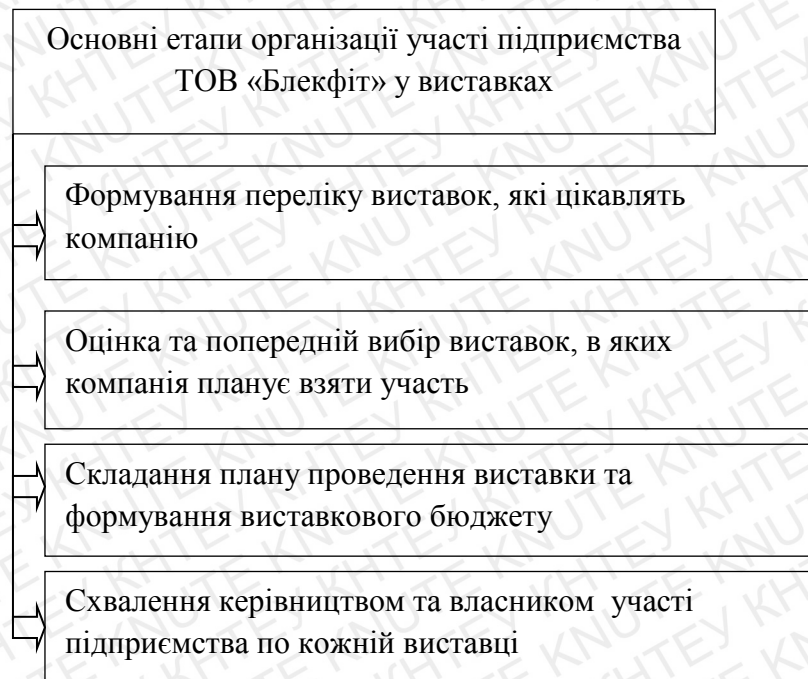 Основні етапи організації участі підприємства
ТОВ «Блекфіт» у виставках
Формування переліку виставок, які цікавлять
компанію
Оцінка та попередній вибір виставок, в яких
компанія планує взяти участь
Складання плану проведення виставки та
формування виставкового бюджету
Схвалення керівництвом та власником участі
підприємства по кожній виставці